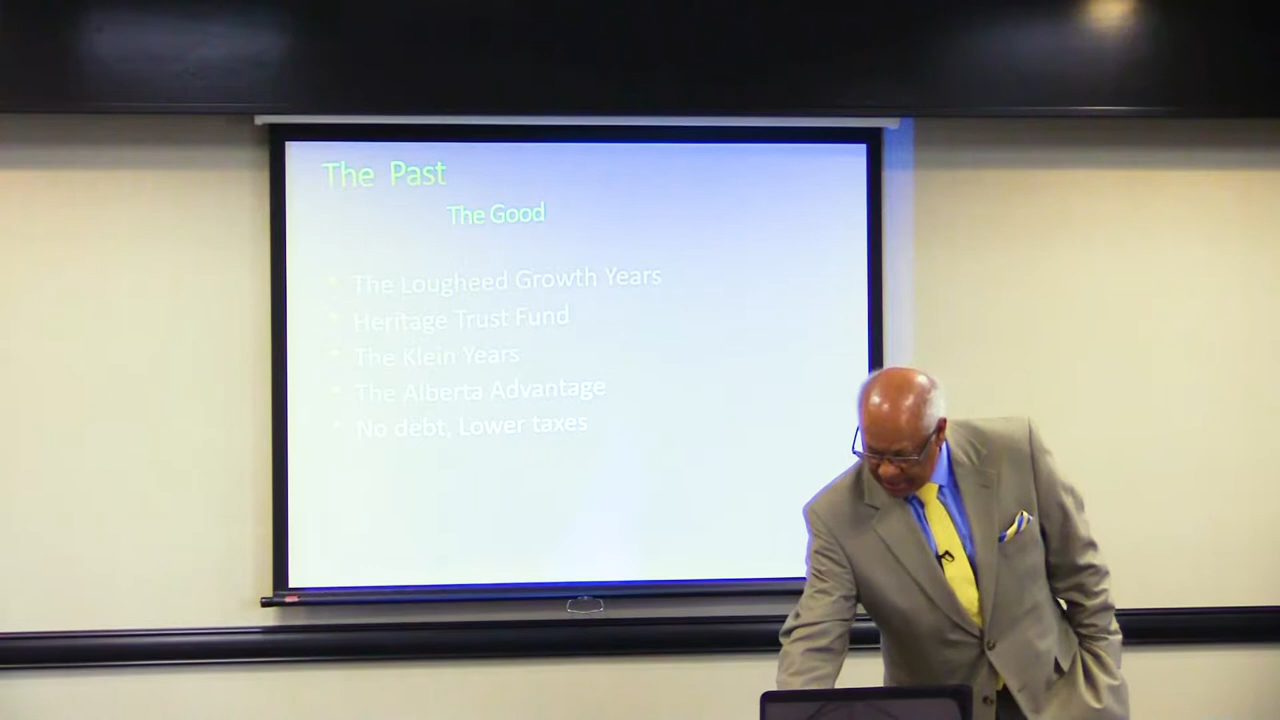 The Past
The Good
• The Lougheed Growth Years
• Heritage Trust Fund
• The Klein Years
• The Alberta Advantage
• No debt, Lower taxes